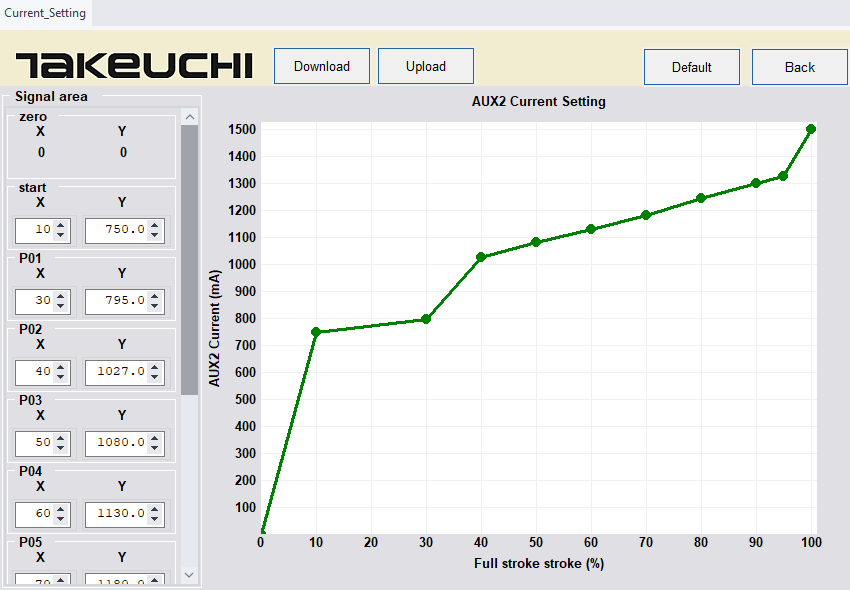 Current_Setting
TAKEUCHI
Download
Upload
Default
Back
Signal area
zero
X Y
0 0
start
X Y
10 750.0
P01
X Y
30 795.0
P02
X Y
40 1027.0
P03
X Y
50 1080.0
P04
X Y
60 1130.0
P05
X Y
70 1180.0
AUX2 Current Setting
1500
1400
1300
1200
1100
1000
900
800
700
600
500
400
300
200
100
AUX2 Current (mA)
0 10 20 30 40 50 60 70 80 90 100
Full stroke stroke (%)